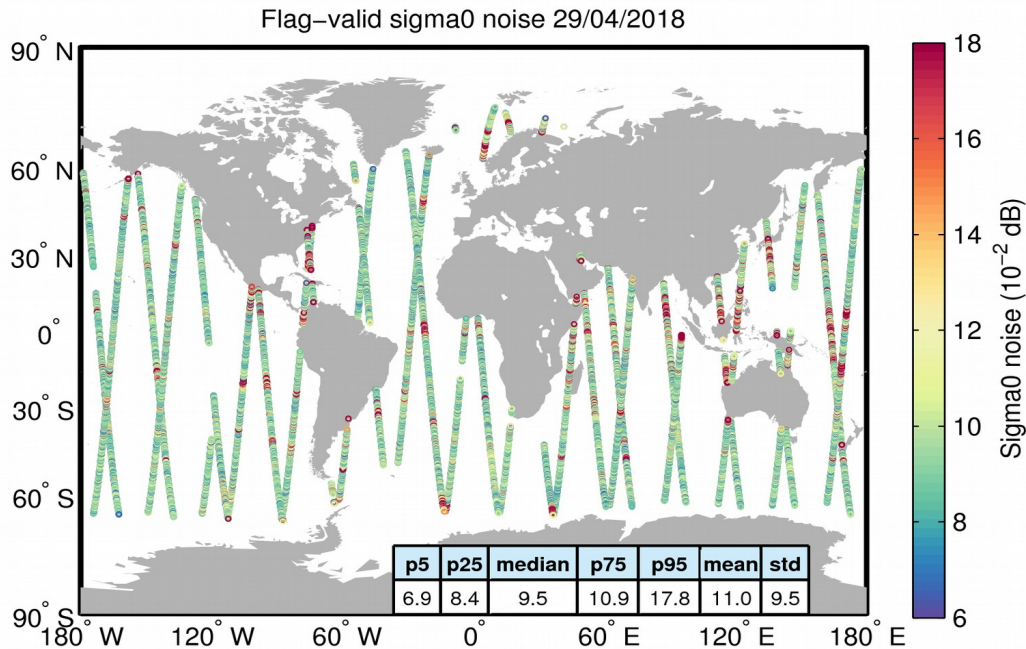 Flag−valid sigma0 noise 29/04/2018
90° N
60° N
30° N
0°
30° S
60° S
90° S
180° W
120° W
60° W
0°
60° E
120° E
180° E
p5 p25 median p75 p95 mean std
6.9 8.4 9.5 10.9 17.8 11.0 9.5
18
16
14
12
10
8
6
Sigma0 noise (10⁻² dB)